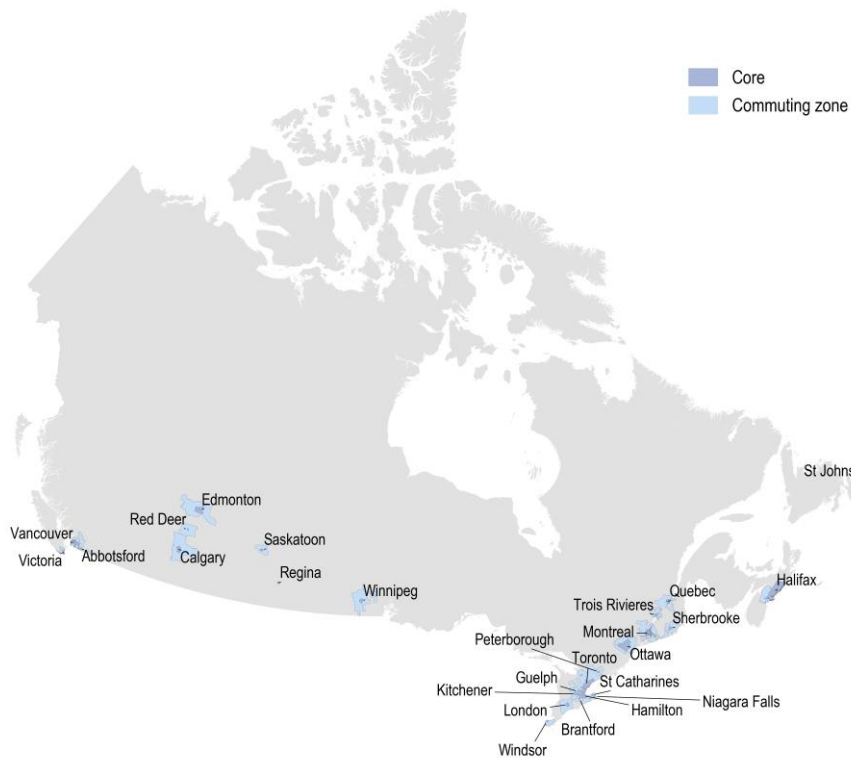 Core
Commuting zone
St Johns
Edmonton
Red Deer
Vancouver
Saskatoon
Victoria
Abbotsford
Calgary
Regina
Winnipeg
Halifax
Quebec
Trois Rivieres
Sherbrooke
Montreal
Peterborough
Ottawa
Toronto
Guelph
St Catharines
Kitchener
Niagara Falls
London
Hamilton
Brantford
Windsor